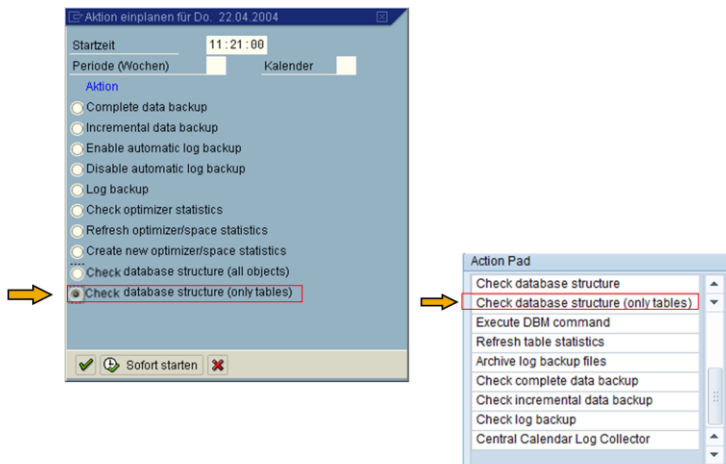 Aktion einplanen für Do. 22.04.2004
Startzeit 11:21:00
Periode (Wochen) Kalender
Aktion
Complete data backup
Incremental data backup
Enable automatic log backup
Disable automatic log backup
Log backup
Check optimizer statistics
Refresh optimizer/space statistics
Create new optimizer/space statistics
Check database structure (all objects)
Check database structure (only tables)
Sofort starten
Action Pad
Check database structure
Check database structure (only tables)
Execute DBM command
Refresh table statistics
Archive log backup files
Check complete data backup
Check incremental data backup
Check log backup
Central Calendar Log Collector